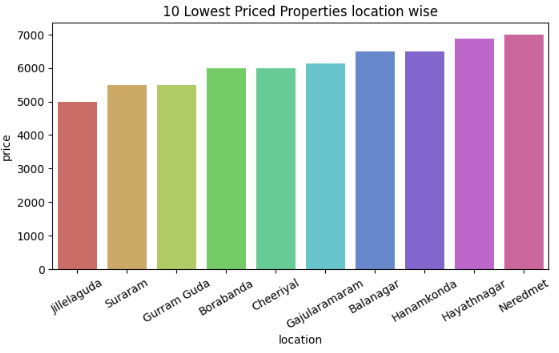 10 Lowest Priced Properties location wise
price
7000
6000
5000
4000
3000
2000
1000
0
Jillelaguda
Suraram
Gurram Guda
Borabanda
Cheeriyal
Gajularamaram
Balanagar
Hanamkonda
Hayathnagar
Neredmet
location